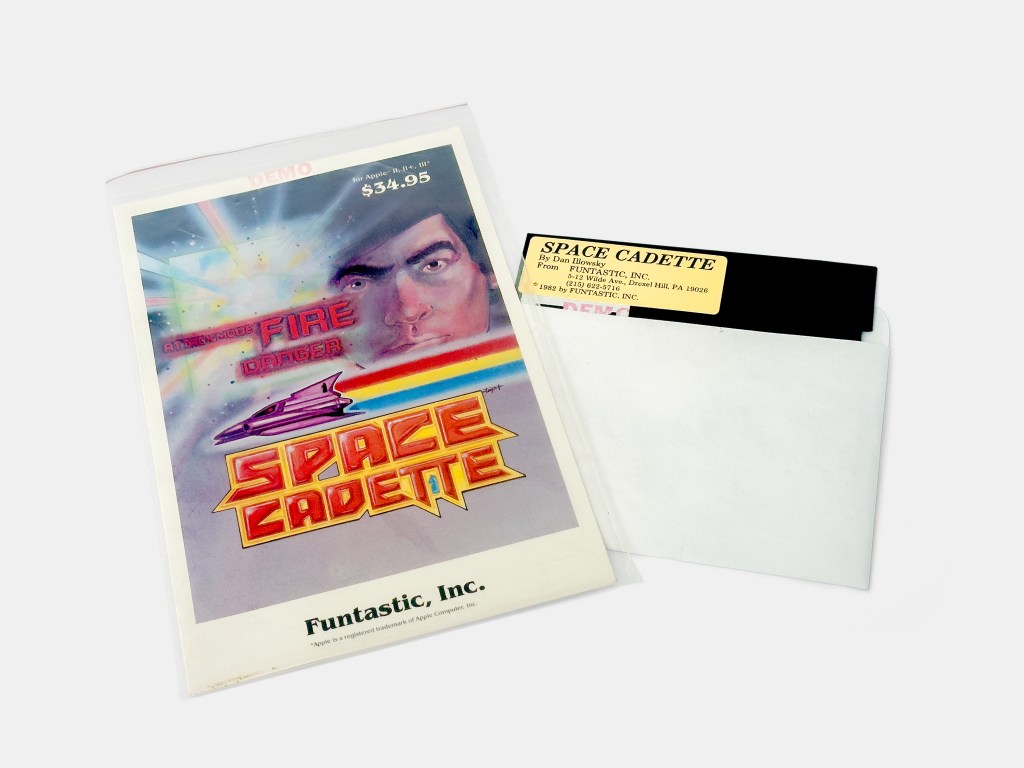 DEMO
for Apple™ II, II+, III*
$34.95
FIRE
DANGER
SPACE
CADETTE
Funtastic, Inc.
*Apple is a registered trademark of Apple Computer, Inc.
SPACE CADETTE
By Dan Illowsky
From FUNTASTIC, INC.
5-12 Wilde Ave., Drexel Hill, PA 19026
(215) 622-5716
© 1982 by FUNTASTIC, INC.
DEMO